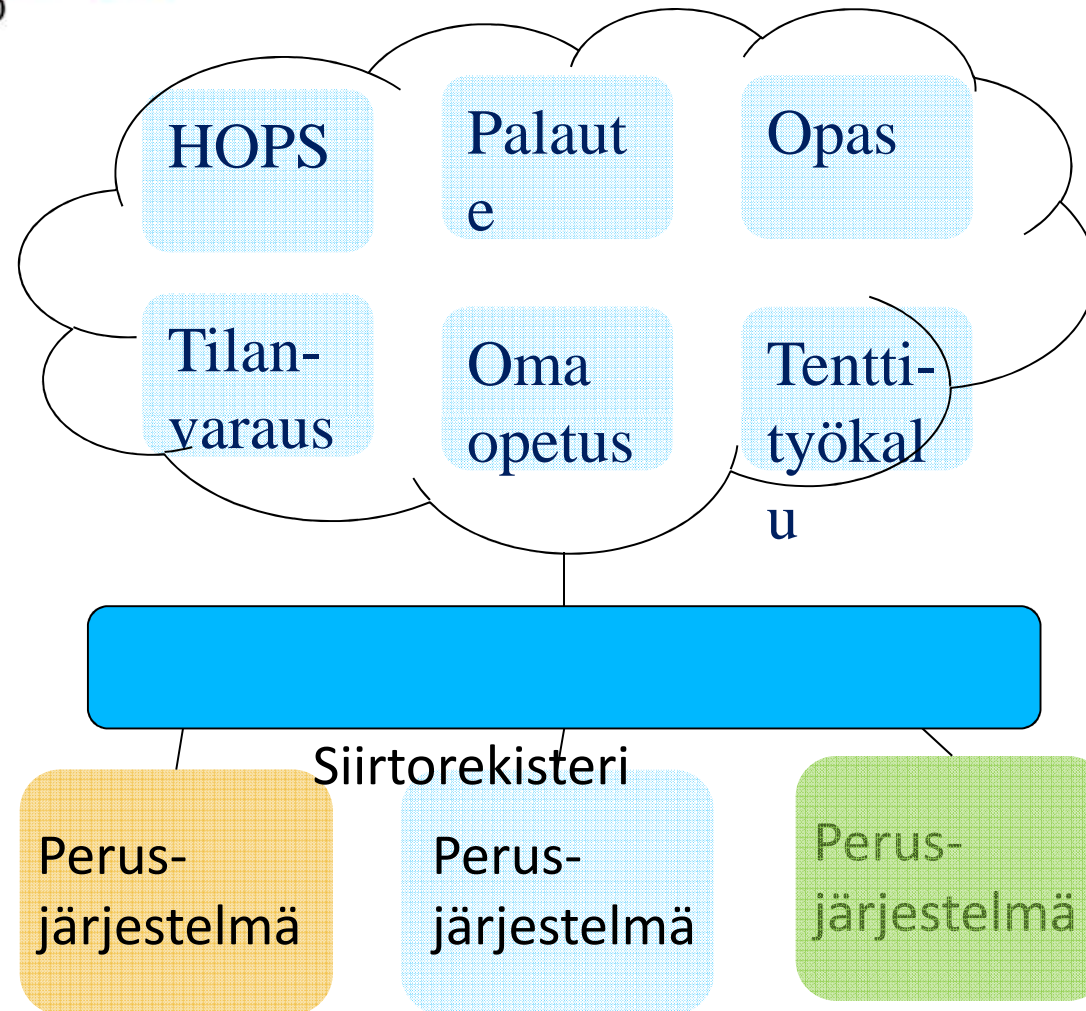 HOPS
Palaut
e
Opas
Tilan-
varaus
Oma
opetus
Tentti-
työkal
u
Siirtorekisteri
Perus-
järjestelmä
Perus-
järjestelmä
Perus-
järjestelmä